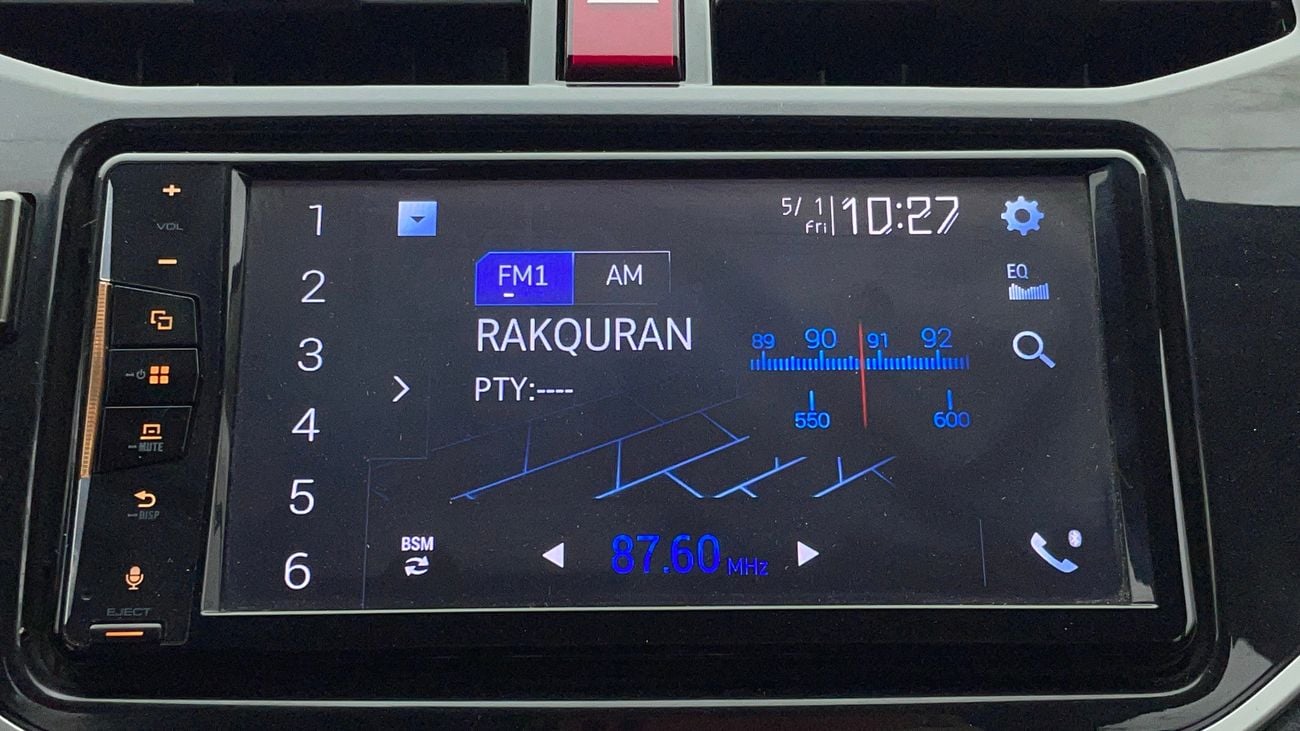 VOL
MUTE
DISP
EJECT
1
2
3
4
5
6
5/ 1
Fri
10:27
FM1 AM
RAKQURAN
PTY:----
EQ
89 90 91 92
550 600
BSM
87.60 MHz